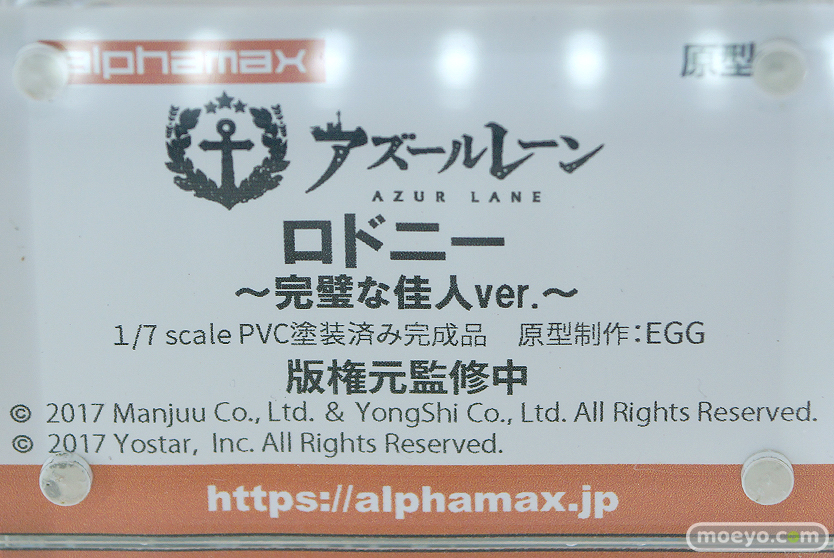 alphamax
原型
アズールレーン
AZUR LANE
ロドニー
～完璧な佳人ver.～
1/7 scale PVC塗装済み完成品 原型制作：EGG
版権元監修中
© 2017 Manjuu Co., Ltd. & YongShi Co., Ltd. All Rights Reserved.
© 2017 Yostar, Inc. All Rights Reserved.
https://alphamax.jp
moeyo.com